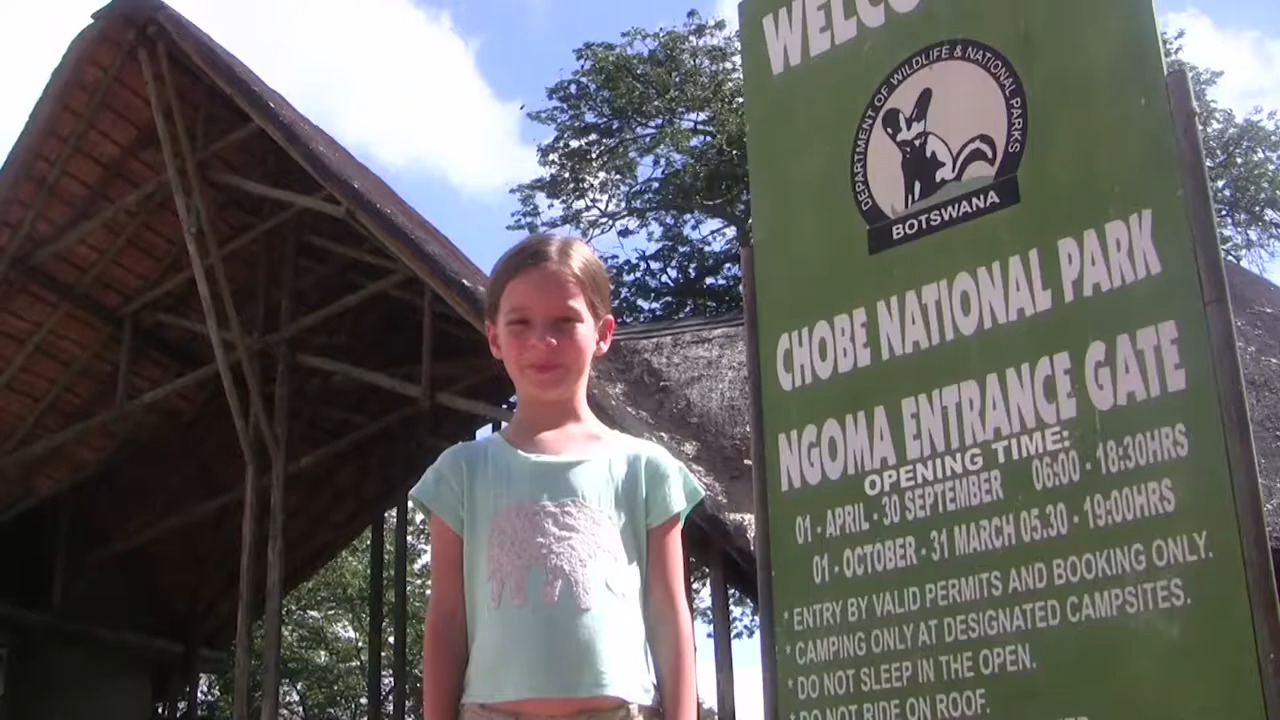 WELCO
DEPARTMENT OF WILDLIFE & NATIONAL PARKS
BOTSWANA
CHOBE NATIONAL PARK
NGOMA ENTRANCE GATE
OPENING TIME:
01 - APRIL - 30 SEPTEMBER 06:00 - 18:30HRS
01 - OCTOBER - 31 MARCH 05.30 - 19:00HRS
* ENTRY BY VALID PERMITS AND BOOKING ONLY.
* CAMPING ONLY AT DESIGNATED CAMPSITES.
* DO NOT SLEEP IN THE OPEN.
* DO NOT RIDE ON ROOF.